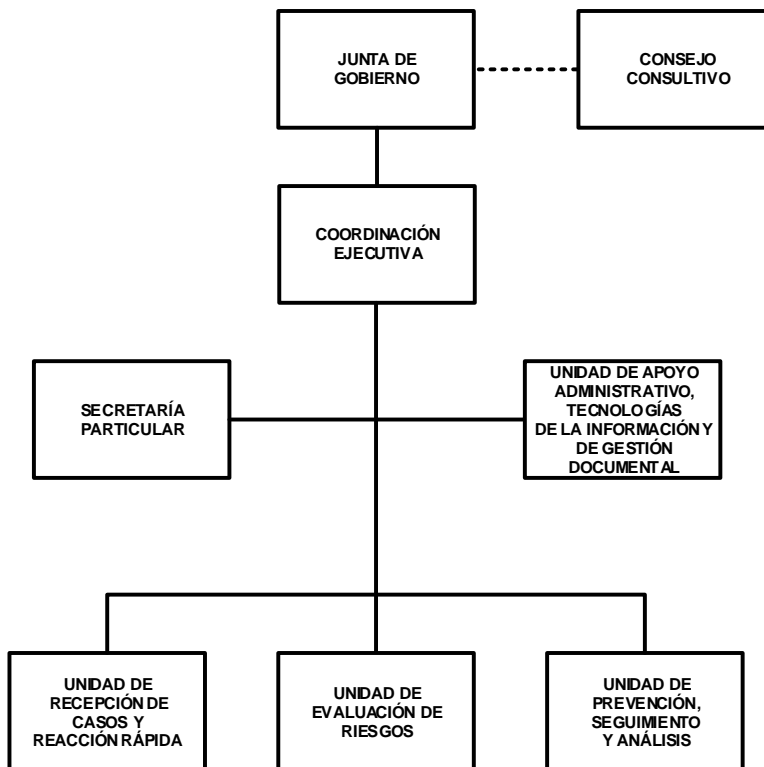 JUNTA DE
GOBIERNO
CONSEJO
CONSULTIVO
COORDINACIÓN
EJECUTIVA
SECRETARÍA
PARTICULAR
UNIDAD DE APOYO
ADMINISTRATIVO,
TECNOLOGÍAS
DE LA INFORMACIÓN Y
DE GESTIÓN
DOCUMENTAL
UNIDAD DE
RECEPCIÓN DE
CASOS Y
REACCIÓN RÁPIDA
UNIDAD DE
EVALUACIÓN DE
RIESGOS
UNIDAD DE
PREVENCIÓN,
SEGUIMIENTO
Y ANÁLISIS